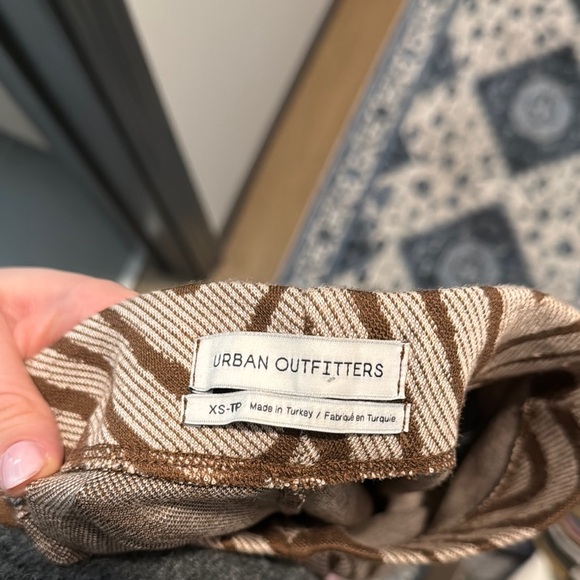 URBAN OUTFITTERS
XS-TP Made in Turkey / Fabriqué en Turquie